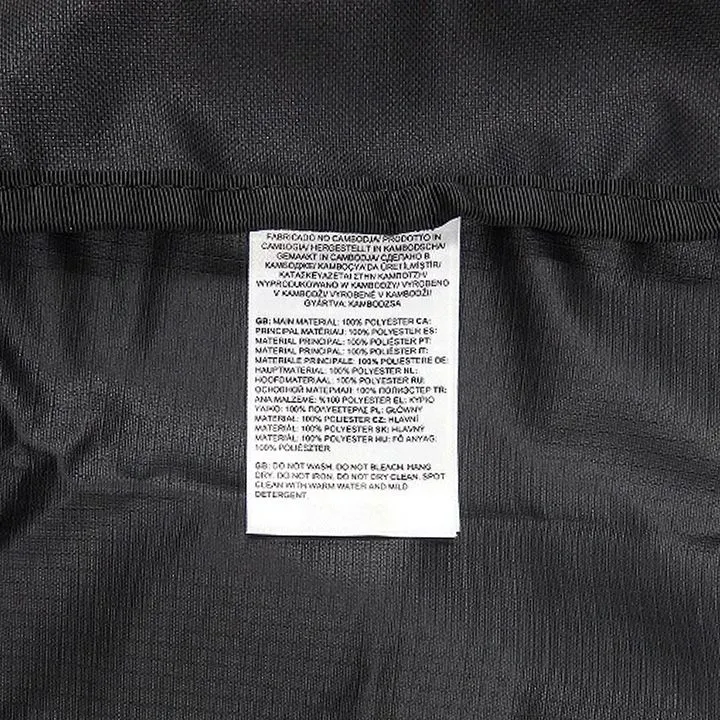 FABRICADO NO CAMBODJA/ PRODOTTO IN
CAMBOGIA/ HERGESTELLT IN KAMBODSCHA/
GEMAAKT IN CAMBODJA/ СДЕЛАНО В
КАМБОДЖЕ/ KAMBOÇYA'DA ÜRETİLMİŞTİR/
ΚΑΤΑΣΚΕΥΑΖΕΤΑΙ ΣΤΗΝ ΚΑΜΠΟΤΖΗ/
WYPRODUKOWANO W KAMBODŻY/ VYROBENO
V KAMBODŽI/ VYROBENÉ V KAMBODŽI/
GYÁRTVA: KAMBODZSA
GB: MAIN MATERIAL: 100% POLYESTER CA:
PRINCIPAL MATÉRIAU: 100% POLYESTER ES:
MATERIAL PRINCIPAL: 100% POLIÉSTER PT:
MATERIAL PRINCIPAL: 100% POLIÉSTER IT:
MATERIALE PRINCIPALE: 100% POLIESTERE DE:
HAUPTMATERIAL: 100% POLYESTER NL:
HOOFDMATERIAAL: 100% POLYESTER RU:
ОСНОВНОЙ МАТЕРИАЛ: 100% ПОЛИЭСТЕР TR:
ANA MALZEME: %100 POLYESTER EL: ΚΥΡΙΟ
ΥΛΙΚΟ: 100% ΠΟΛΥΕΣΤΕΡΑΣ PL: GŁÓWNY
MATERIAŁ: 100% POLIESTER CZ: HLAVNÍ
MATERIÁL: 100% POLYESTER SK: HLAVNÝ
MATERIÁL: 100% POLYESTER HU: FŐ ANYAG:
100% POLIÉSZTER
GB: DO NOT WASH. DO NOT BLEACH. HANG
DRY. DO NOT IRON. DO NOT DRY CLEAN. SPOT
CLEAN WITH WARM WATER AND MILD
DETERGENT.